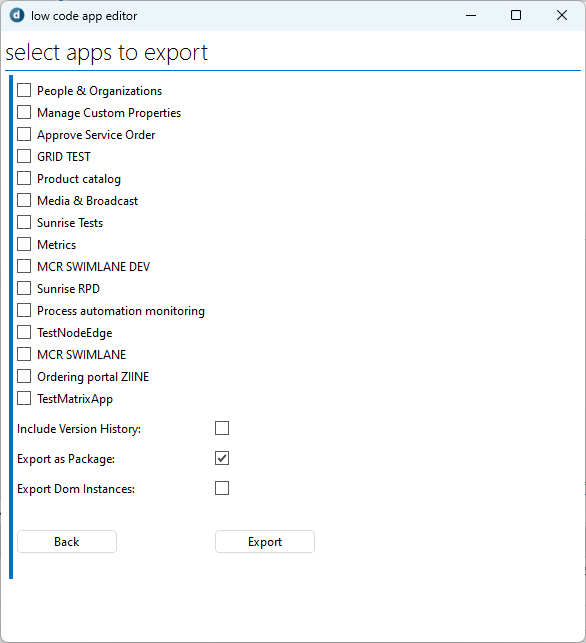 low code app editor
select apps to export
People & Organizations
Manage Custom Properties
Approve Service Order
GRID TEST
Product catalog
Media & Broadcast
Sunrise Tests
Metrics
MCR SWIMLANE DEV
Sunrise RPD
Process automation monitoring
TestNodeEdge
MCR SWIMLANE
Ordering portal ZIINE
TestMatrixApp
Include Version History:
Export as Package:
Export Dom Instances:
Back Export